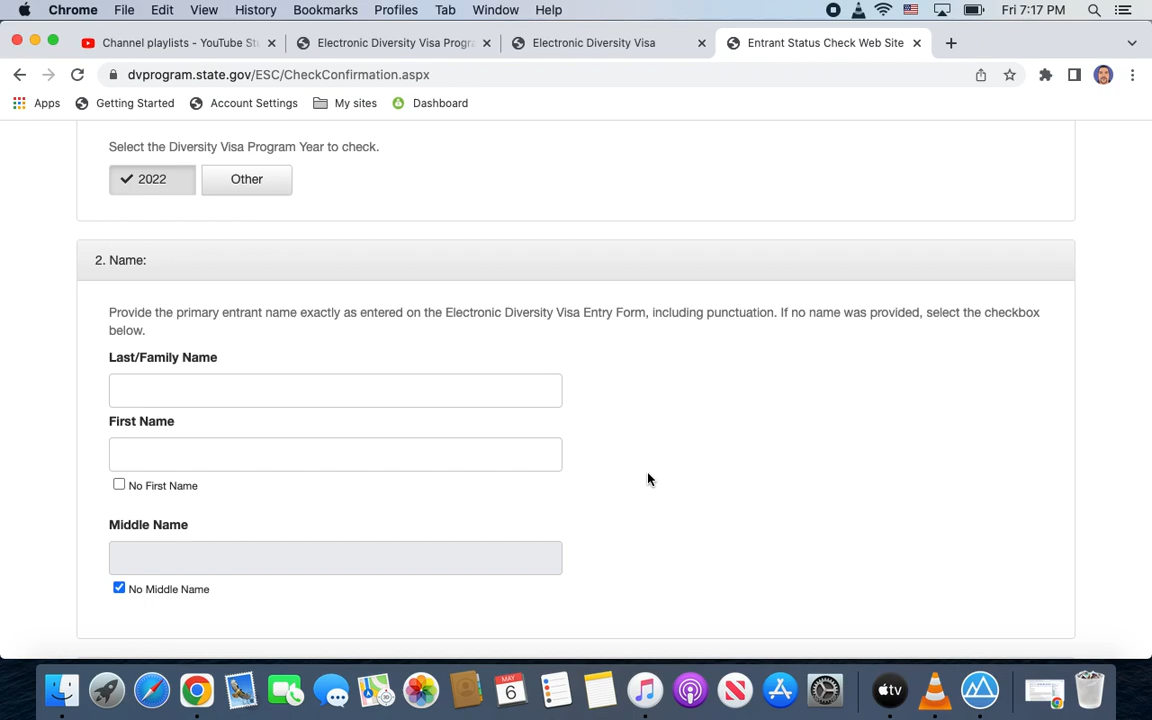 Chrome File Edit View History Bookmarks Profiles Tab Window Help Fri 7:17 PM
Channel playlists - YouTube St Electronic Diversity Visa Progra Electronic Diversity Visa Entrant Status Check Web Site
dvprogram.state.gov/ESC/CheckConfirmation.aspx
Apps Getting Started Account Settings My sites Dashboard
Select the Diversity Visa Program Year to check.
2022 Other
2. Name:
Provide the primary entrant name exactly as entered on the Electronic Diversity Visa Entry Form, including punctuation. If no name was provided, select the checkbox
below.
Last/Family Name
First Name
No First Name
Middle Name
No Middle Name
MAY
6
tv